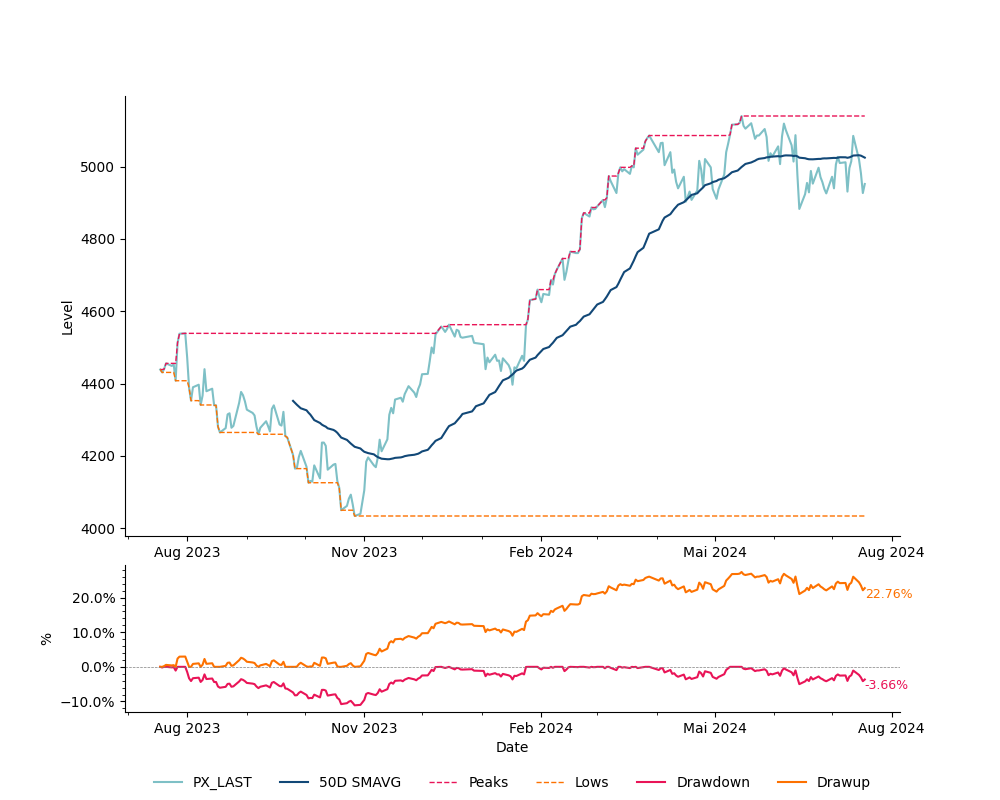 Level
5000
4800
4600
4400
4200
4000
Aug 2023 Nov 2023 Feb 2024 Mai 2024 Aug 2024
%
20.0%
10.0%
0.0%
−10.0%
22.76%
-3.66%
Aug 2023 Nov 2023 Feb 2024 Mai 2024 Aug 2024
Date
PX_LAST 50D SMAVG Peaks Lows Drawdown Drawup